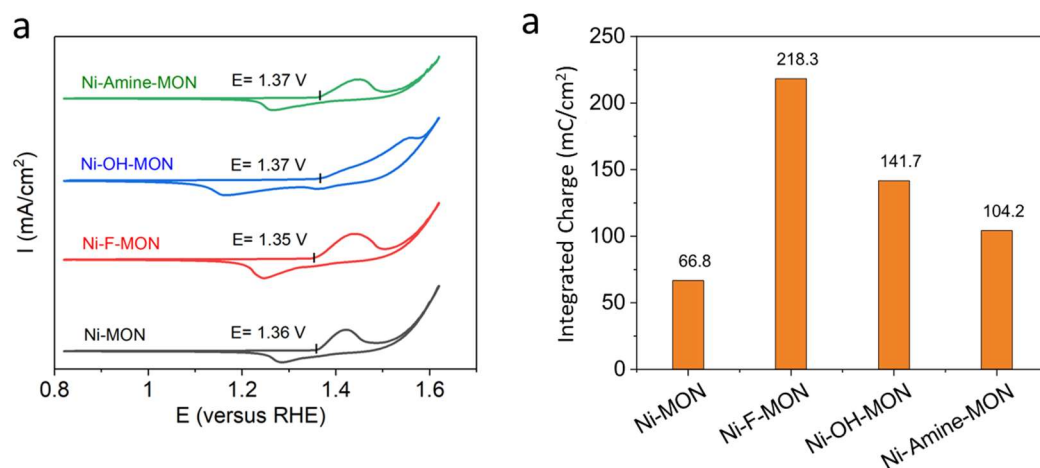 a
Ni-Amine-MON
E= 1.37 V
Ni-OH-MON
E= 1.37 V
Ni-F-MON
E= 1.35 V
Ni-MON
E= 1.36 V
I (mA/cm²)
0.8 1 1.2 1.4 1.6
E (versus RHE)
a
250
200
150
100
50
0
Integrated Charge (mC/cm²)
66.8
218.3
141.7
104.2
Ni-MON
Ni-F-MON
Ni-OH-MON
Ni-Amine-MON